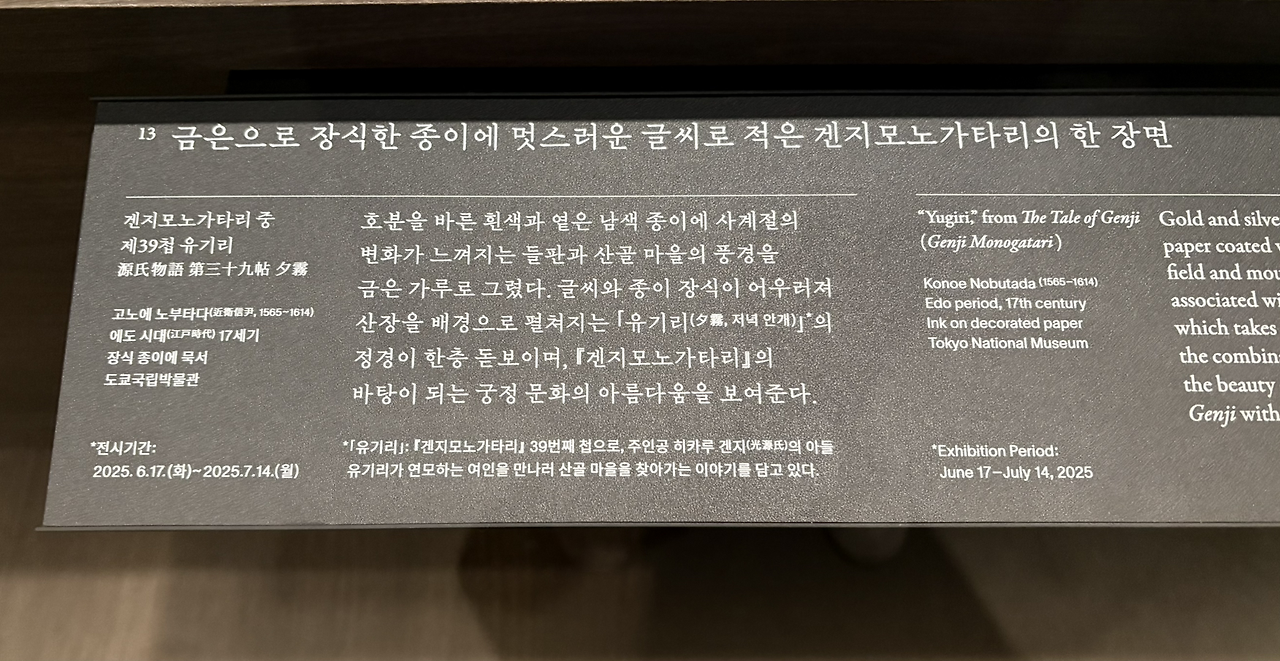 13 금은으로 장식한 종이에 멋스러운 글씨로 적은 겐지모노가타리의 한 장면
겐지모노가타리 중
제39첩 유기리
源氏物語 第三十九帖 夕霧
고노에 노부타다(近衛信尹, 1565–1614)
에도 시대(江戸時代) 17세기
장식 종이에 묵서
도쿄국립박물관
*전시기간:
2025. 6.17.(화)~2025.7.14.(월)
호분을 바른 흰색과 옅은 남색 종이에 사계절의
변화가 느껴지는 들판과 산골 마을의 풍경을
금은 가루로 그렸다. 글씨와 종이 장식이 어우러져
산장을 배경으로 펼쳐지는 「유기리(夕霧, 저녁 안개)」*의
정경이 한층 돋보이며, 『겐지모노가타리』의
바탕이 되는 궁정 문화의 아름다움을 보여준다.
*「유기리」: 『겐지모노가타리』 39번째 첩으로, 주인공 히카루 겐지(光源氏)의 아들
유기리가 연모하는 여인을 만나러 산골 마을을 찾아가는 이야기를 담고 있다.
“Yugiri,” from The Tale of Genji
(Genji Monogatari)
Konoe Nobutada (1565–1614)
Edo period, 17th century
Ink on decorated paper
Tokyo National Museum
*Exhibition Period:
June 17–July 14, 2025
Gold and silve
paper coated
field and mou
associated wi
which takes
the combin
the beauty
Genji with